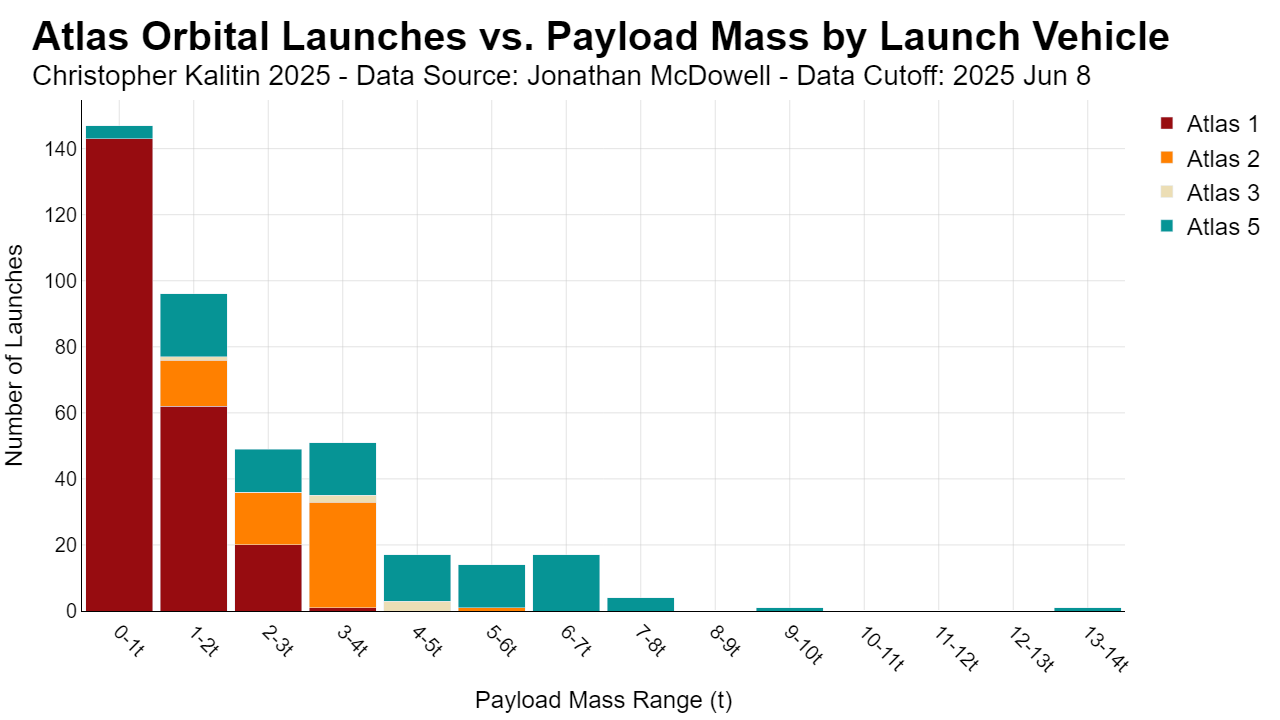 Atlas Orbital Launches vs. Payload Mass by Launch Vehicle
Christopher Kalitin 2025 - Data Source: Jonathan McDowell - Data Cutoff: 2025 Jun 8
Atlas 1
Atlas 2
Atlas 3
Atlas 5
Number of Launches
140
120
100
80
60
40
20
0
0-1t
1-2t
2-3t
3-4t
4-5t
5-6t
6-7t
7-8t
8-9t
9-10t
10-11t
11-12t
12-13t
13-14t
Payload Mass Range (t)